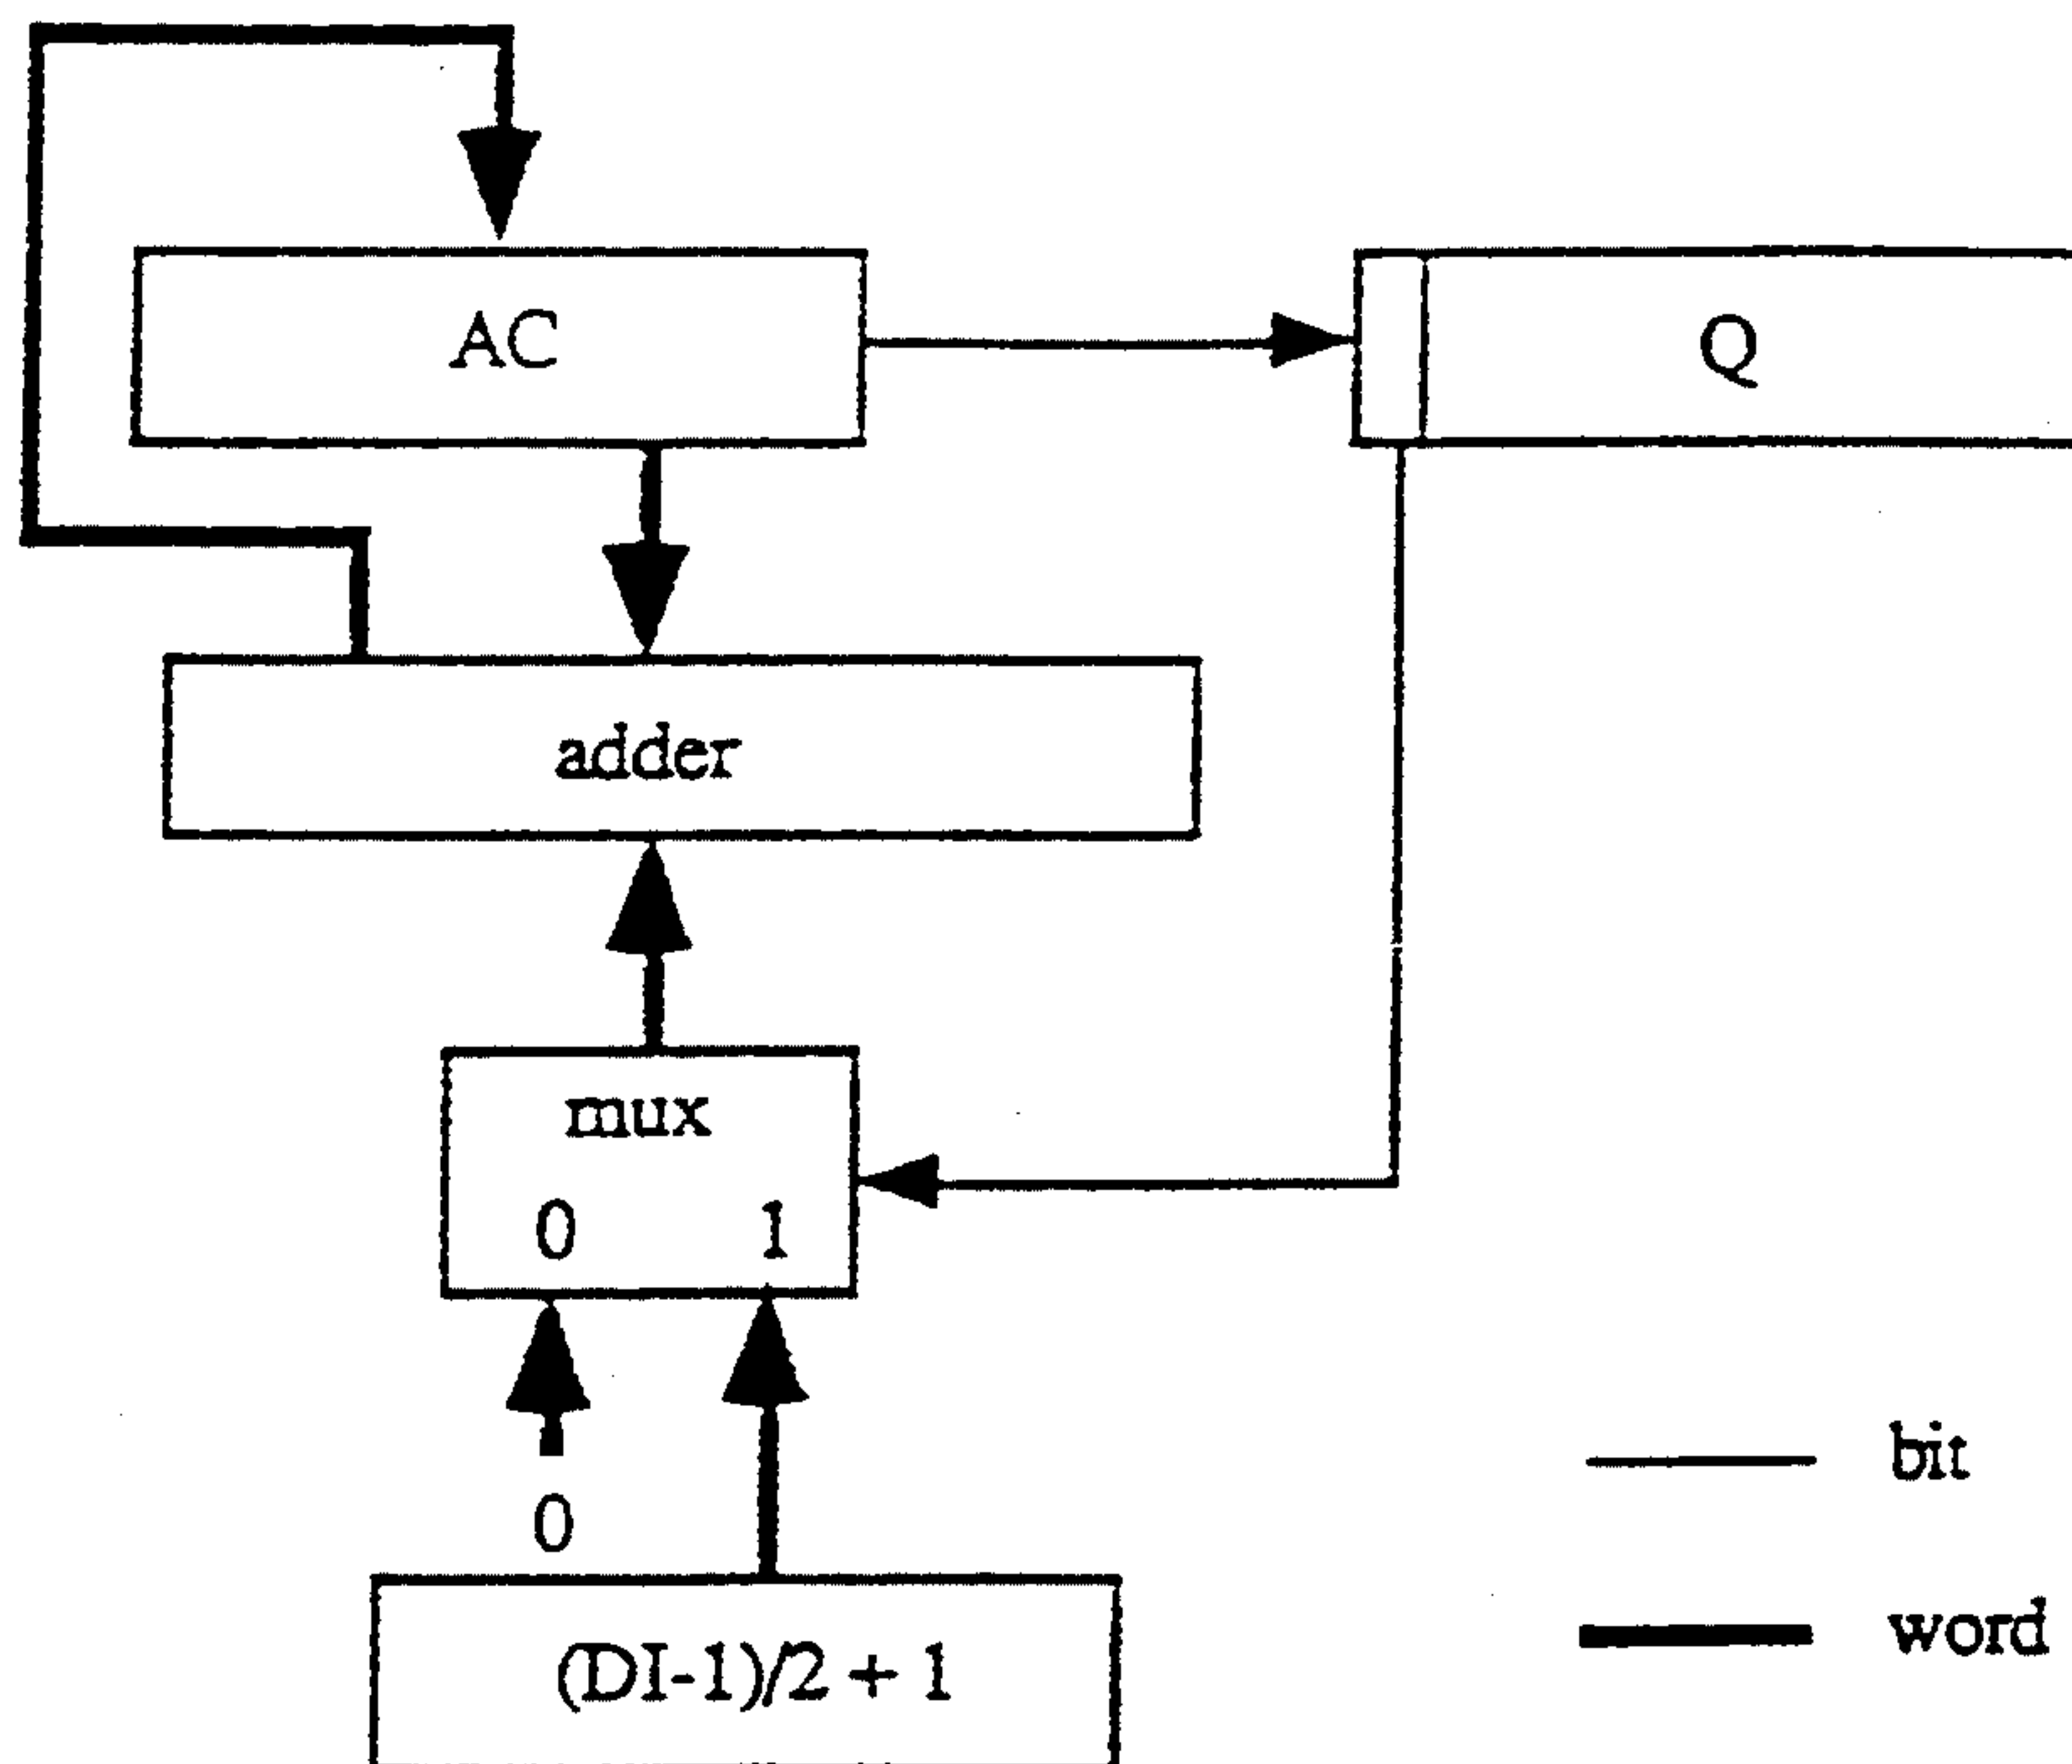 AC
Q
adder
mux
0 1
0
bit
(DI-1)/2 + 1
word